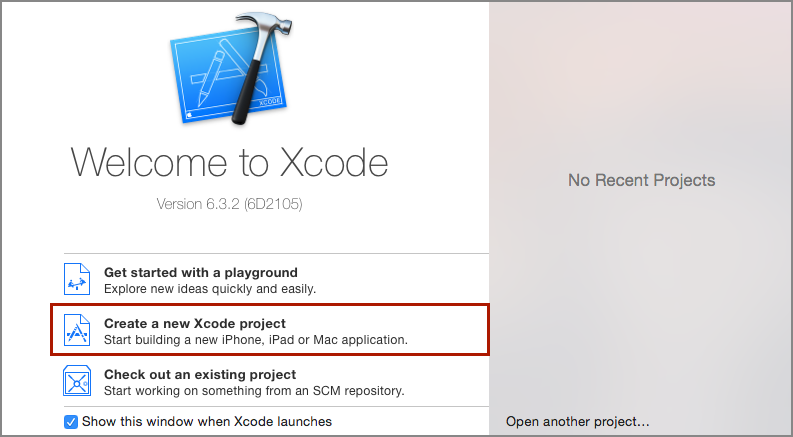 XCODE
Welcome to Xcode
Version 6.3.2 (6D2105)
Get started with a playground
Explore new ideas quickly and easily.
Create a new Xcode project
Start building a new iPhone, iPad or Mac application.
Check out an existing project
Start working on something from an SCM repository.
Show this window when Xcode launches
No Recent Projects
Open another project...